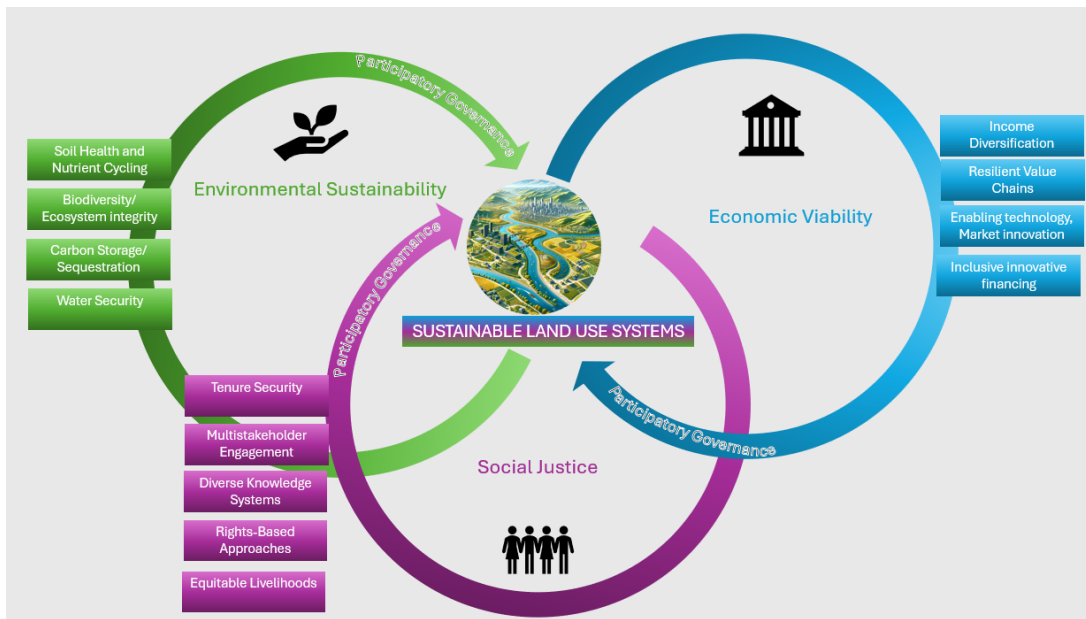 Participatory Governance
Soil Health and
Nutrient Cycling
Biodiversity/
Ecosystem integrity
Carbon Storage/
Sequestration
Water Security
Environmental Sustainability
Economic Viability
Income
Diversification
Resilient Value
Chains
Enabling technology,
Market innovation
Inclusive innovative
financing
Participatory Governance
SUSTAINABLE LAND USE SYSTEMS
Participatory Governance
Tenure Security
Multistakeholder
Engagement
Diverse Knowledge
Systems
Rights-Based
Approaches
Equitable Livelihoods
Social Justice